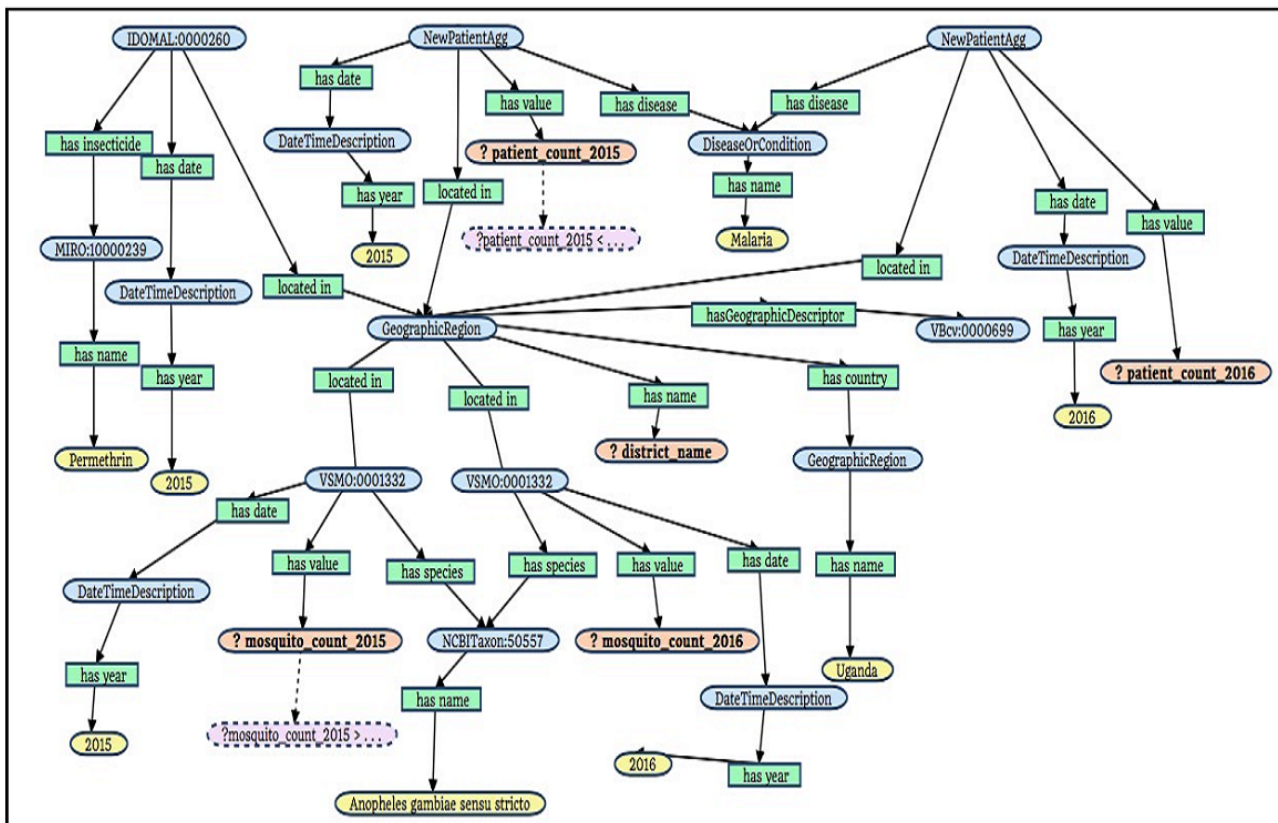 IDOMAL:0000260
NewPatientAgg
NewPatientAgg
has date
has value
has disease
has disease
has insecticide
has date
DateTimeDescription
? patient_count_2015
DiseaseOrCondition
has year
located in
has name
has date
has value
MIRO:10000239
2015
?patient_count_2015 < . . .
Malaria
DateTimeDescription
located in
located in
DateTimeDescription
hasGeographicDescriptor
GeographicRegion
VBcv:0000699
has year
has name
has year
located in
located in
has name
has country
? patient_count_2016
2016
Permethrin
2015
? district_name
GeographicRegion
VSMO:0001332
VSMO:0001332
has date
has value
has species
has species
has value
has date
has name
DateTimeDescription
? mosquito_count_2015
NCBITaxon:50557
? mosquito_count_2016
Uganda
has year
has name
DateTimeDescription
2015
?mosquito_count_2015 > . . .
2016
has year
Anopheles gambiae sensu stricto